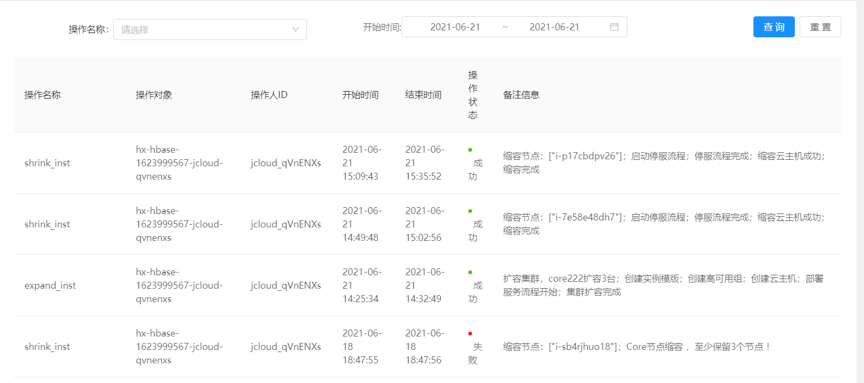 操作名称: 请选择 开始时间: 2021-06-21 ~ 2021-06-21 查 询 重 置
操作名称 操作对象 操作人ID 开始时间 结束时间 操作状态 备注信息
shrink_inst
hx-hbase-
1623999567-jcloud-
qvnenxs
jcloud_qVnENXs
2021-06-
21
15:09:43
2021-06-
21
15:35:52
成
功
缩容节点：["i-p17cbdpv26"]；启动停服流程；停服流程完成；缩容云主机成功；
缩容完成
shrink_inst
hx-hbase-
1623999567-jcloud-
qvnenxs
jcloud_qVnENXs
2021-06-
21
14:49:48
2021-06-
21
15:02:56
成
功
缩容节点：["i-7e58e48dh7"]；启动停服流程；停服流程完成；缩容云主机成功；
缩容完成
expand_inst
hx-hbase-
1623999567-jcloud-
qvnenxs
jcloud_qVnENXs
2021-06-
21
14:25:34
2021-06-
21
14:32:49
成
功
扩容集群，core222扩容3台；创建实例模版；创建高可用组；创建云主机；部署
服务流程开始；集群扩容完成
shrink_inst
hx-hbase-
1623999567-jcloud-
qvnenxs
jcloud_qVnENXs
2021-06-
18
18:47:55
2021-06-
18
18:47:56
失
败
缩容节点：["i-sb4rjhuo18"]；Core节点缩容 ，至少保留3个节点！